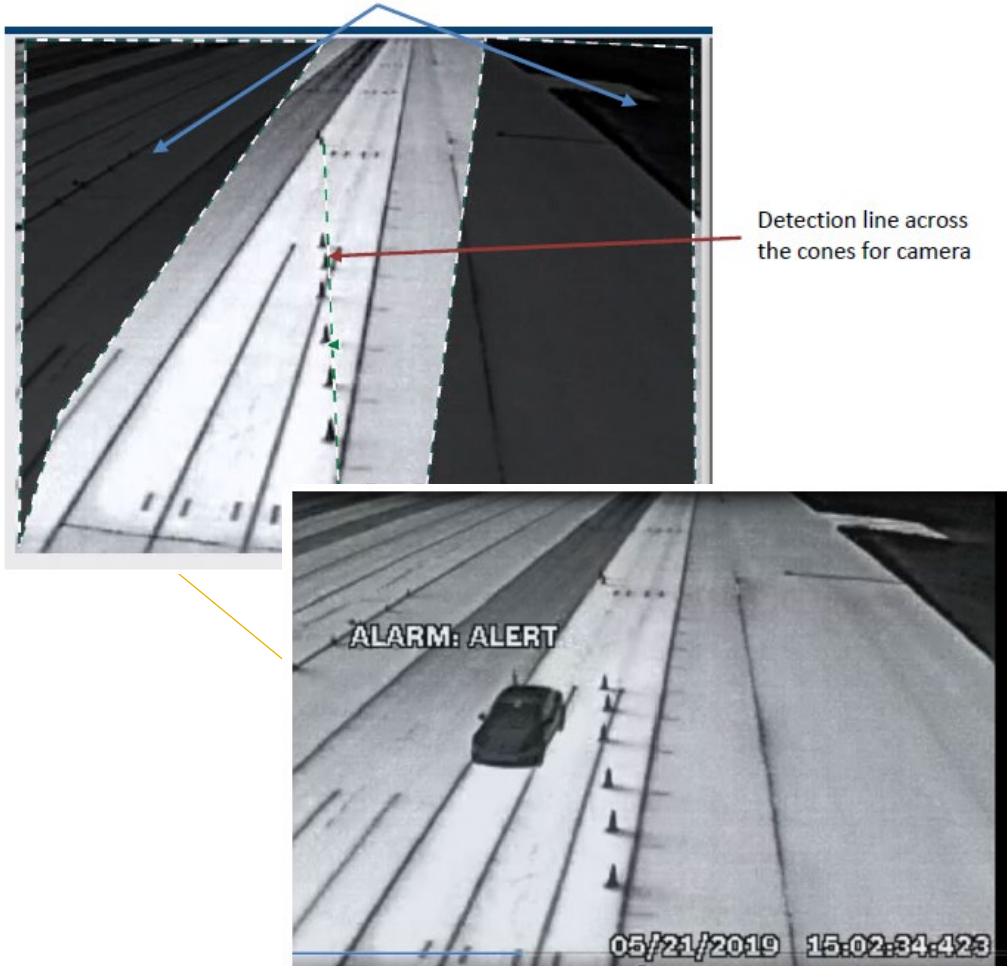 Detection line across
the cones for camera
ALARM: ALERT
05/21/2019 15:02:34:423